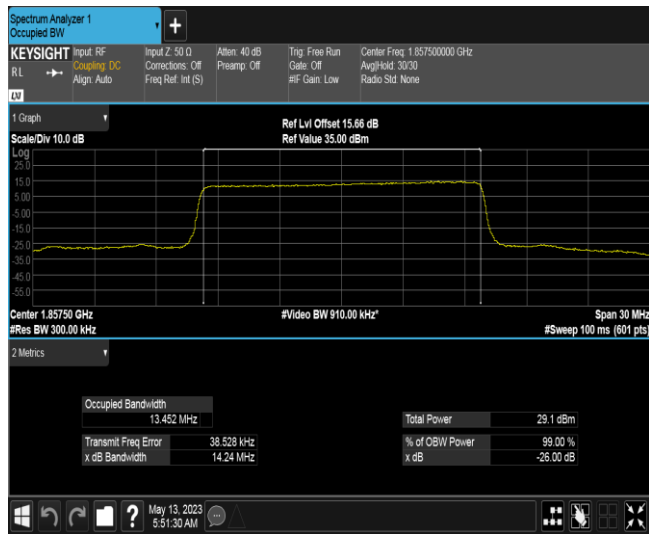 Spectrum Analyzer 1
Occupied BW
+
KEYSIGHT Input: RF Input Z: 50 Ω Atten: 40 dB Trig: Free Run Center Freq: 1.857500000 GHz
RL Coupling: DC Corrections: Off Preamp: Off Gate: Off Avg|Hold: 30/30
Align: Auto Freq Ref: Int (S) #IF Gain: Low Radio Std: None
LXI
1 Graph
Ref Lvl Offset 15.66 dB
Scale/Div 10.0 dB Ref Value 35.00 dBm
Log
25.0
15.0
5.00
-5.00
-15.0
-25.0
-35.0
-45.0
-55.0
Center 1.85750 GHz #Video BW 910.00 kHz* Span 30 MHz
#Res BW 300.00 kHz #Sweep 100 ms (601 pts)
2 Metrics
Occupied Bandwidth
13.452 MHz Total Power 29.1 dBm
Transmit Freq Error 38.528 kHz % of OBW Power 99.00 %
x dB Bandwidth 14.24 MHz x dB -26.00 dB
? May 13, 2023
5:51:30 AM